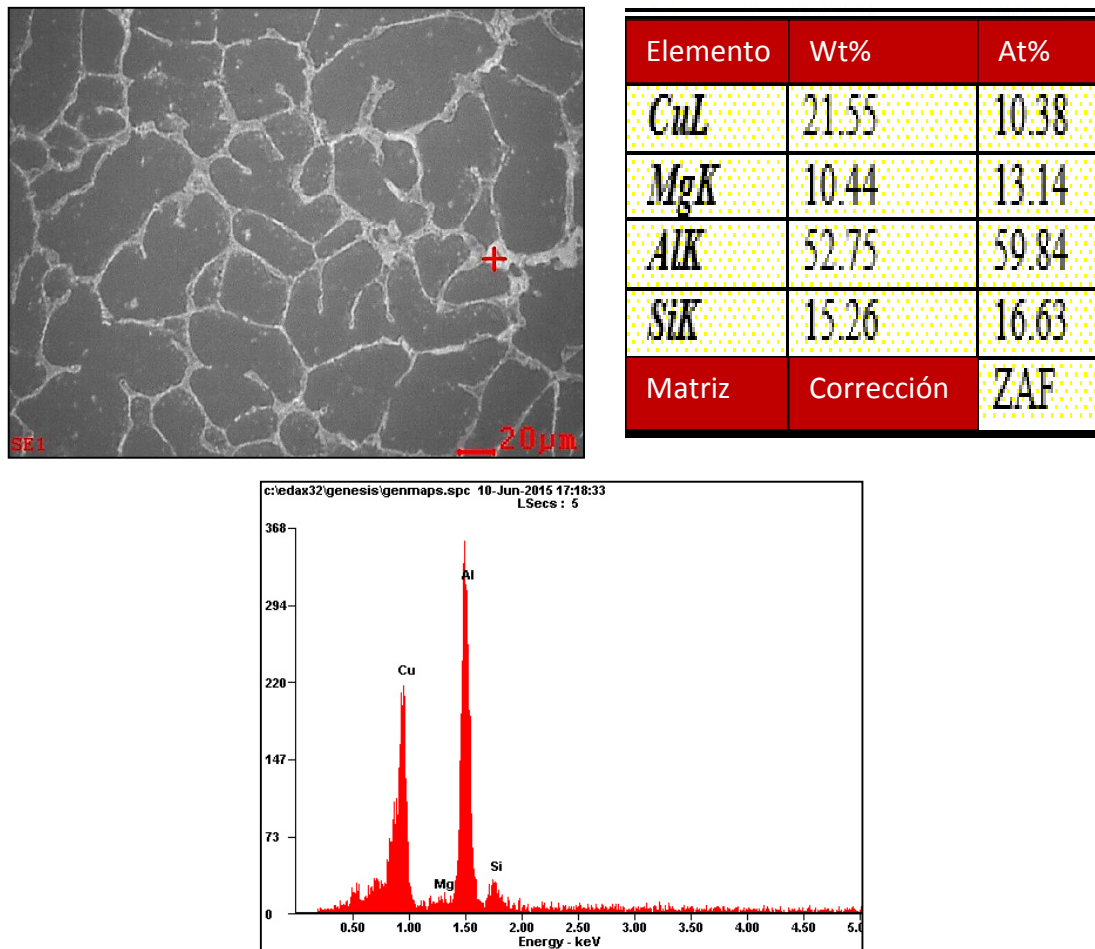 SE1
20µm
Elemento Wt% At%
CuL 21.55 10.38
MgK 10.44 13.14
AlK 52.75 59.84
SiK 15.26 16.63
Matriz Corrección ZAF
c:\edax32\genesis\genmaps.spc 10-Jun-2015 17:18:33
LSecs : 5
368
294
220
147
73
0
Cu
Mg
Al
Si
0.50 1.00 1.50 2.00 2.50 3.00 3.50 4.00 4.50 5.0
Energy - keV